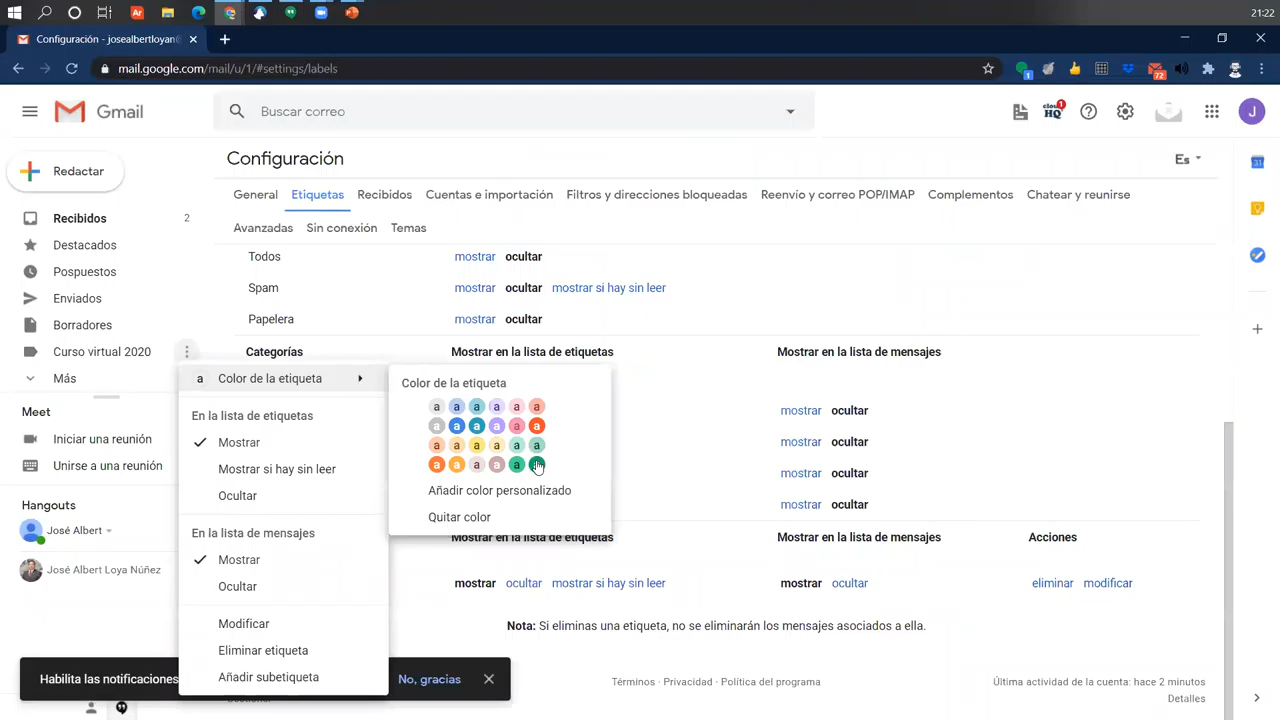 21:22
Configuración - josealbertloyan@
mail.google.com/mail/u/1/#settings/labels
1
72
Gmail
Buscar correo
1
J
Redactar
Configuración
Es
31
General Etiquetas Recibidos Cuentas e importación Filtros y direcciones bloqueadas Reenvío y correo POP/IMAP Complementos Chatear y reunirse
Avanzadas Sin conexión Temas
Recibidos 2
Destacados
Pospuestos
Enviados
Borradores
Curso virtual 2020
Más
Todos mostrar ocultar
Spam mostrar ocultar mostrar si hay sin leer
Papelera mostrar ocultar
Categorías Mostrar en la lista de etiquetas Mostrar en la lista de mensajes
mostrar ocultar
mostrar ocultar
mostrar ocultar
mostrar ocultar
Mostrar en la lista de etiquetas Mostrar en la lista de mensajes Acciones
mostrar ocultar mostrar si hay sin leer mostrar ocultar eliminar modificar
Nota: Si eliminas una etiqueta, no se eliminarán los mensajes asociados a ella.
a Color de la etiqueta
En la lista de etiquetas
Mostrar
Mostrar si hay sin leer
Ocultar
En la lista de mensajes
Mostrar
Ocultar
Modificar
Eliminar etiqueta
Añadir subetiqueta
Color de la etiqueta
a a a a a a
a a a a a a
a a a a a a
a a a a a
Añadir color personalizado
Quitar color
Meet
Iniciar una reunión
Unirse a una reunión
Hangouts
José Albert
José Albert Loya Núñez
Habilita las notificaciones
No, gracias
Términos · Privacidad · Política del programa
Última actividad de la cuenta: hace 2 minutos
Detalles